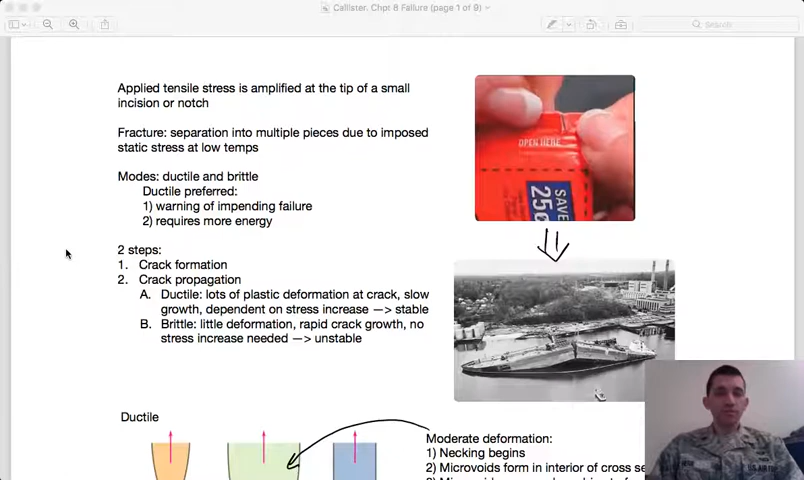 Callister. Chpt 8 Failure (page 1 of 9)
Search
Applied tensile stress is amplified at the tip of a small
incision or notch
Fracture: separation into multiple pieces due to imposed
static stress at low temps
Modes: ductile and brittle
Ductile preferred:
1) warning of impending failure
2) requires more energy
2 steps:
1. Crack formation
2. Crack propagation
A. Ductile: lots of plastic deformation at crack, slow
growth, dependent on stress increase —> stable
B. Brittle: little deformation, rapid crack growth, no
stress increase needed —> unstable
OPEN HERE
SAVE
25¢
Ductile
Moderate deformation:
1) Necking begins
2) Microvoids form in interior of cross se
U.S. AIR